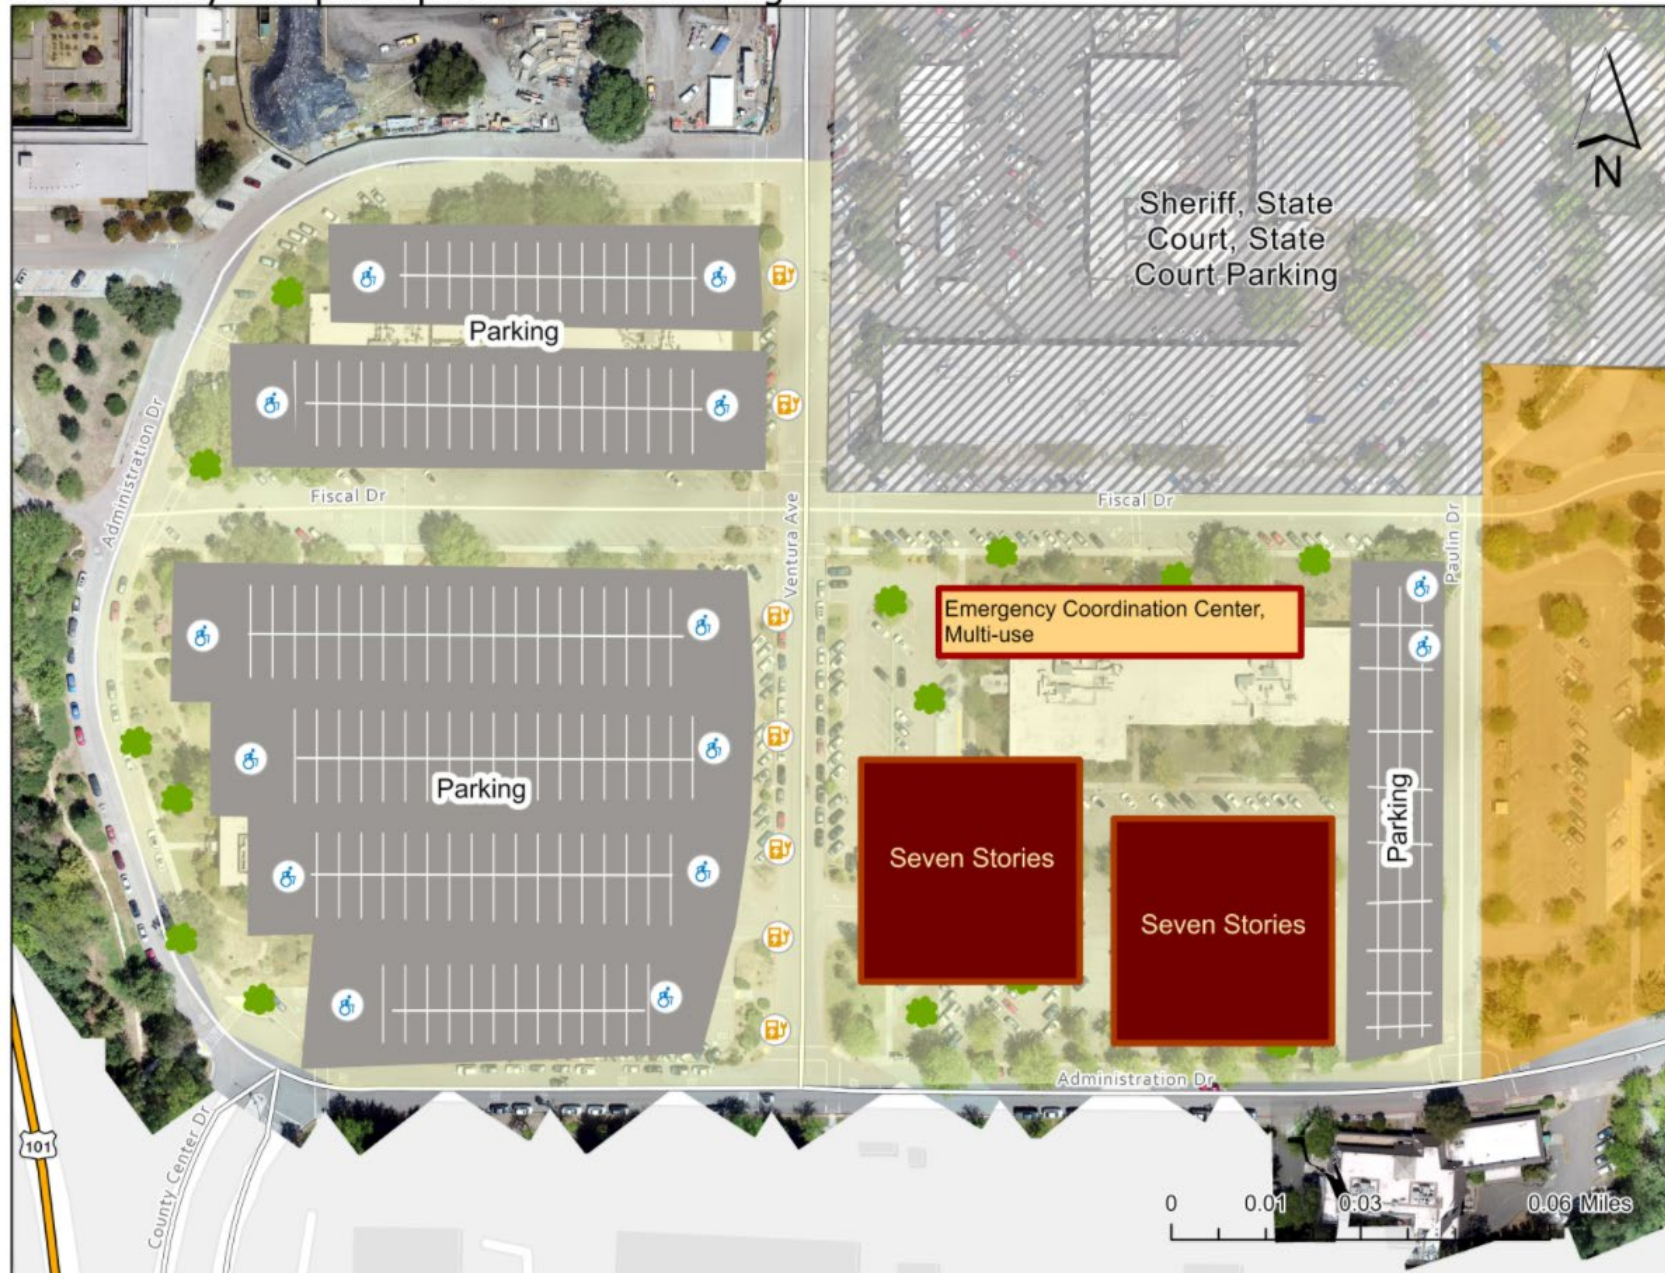 N
Sheriff, State
Court, State
Court Parking
Parking
Administration Dr
Fiscal Dr
Ventura Ave
Fiscal Dr
Paulin Dr
Emergency Coordination Center,
Multi-use
Parking
Parking
Seven Stories
Seven Stories
Administration Dr
101
County Center Dr
0 0.01 0.03 0.06 Miles